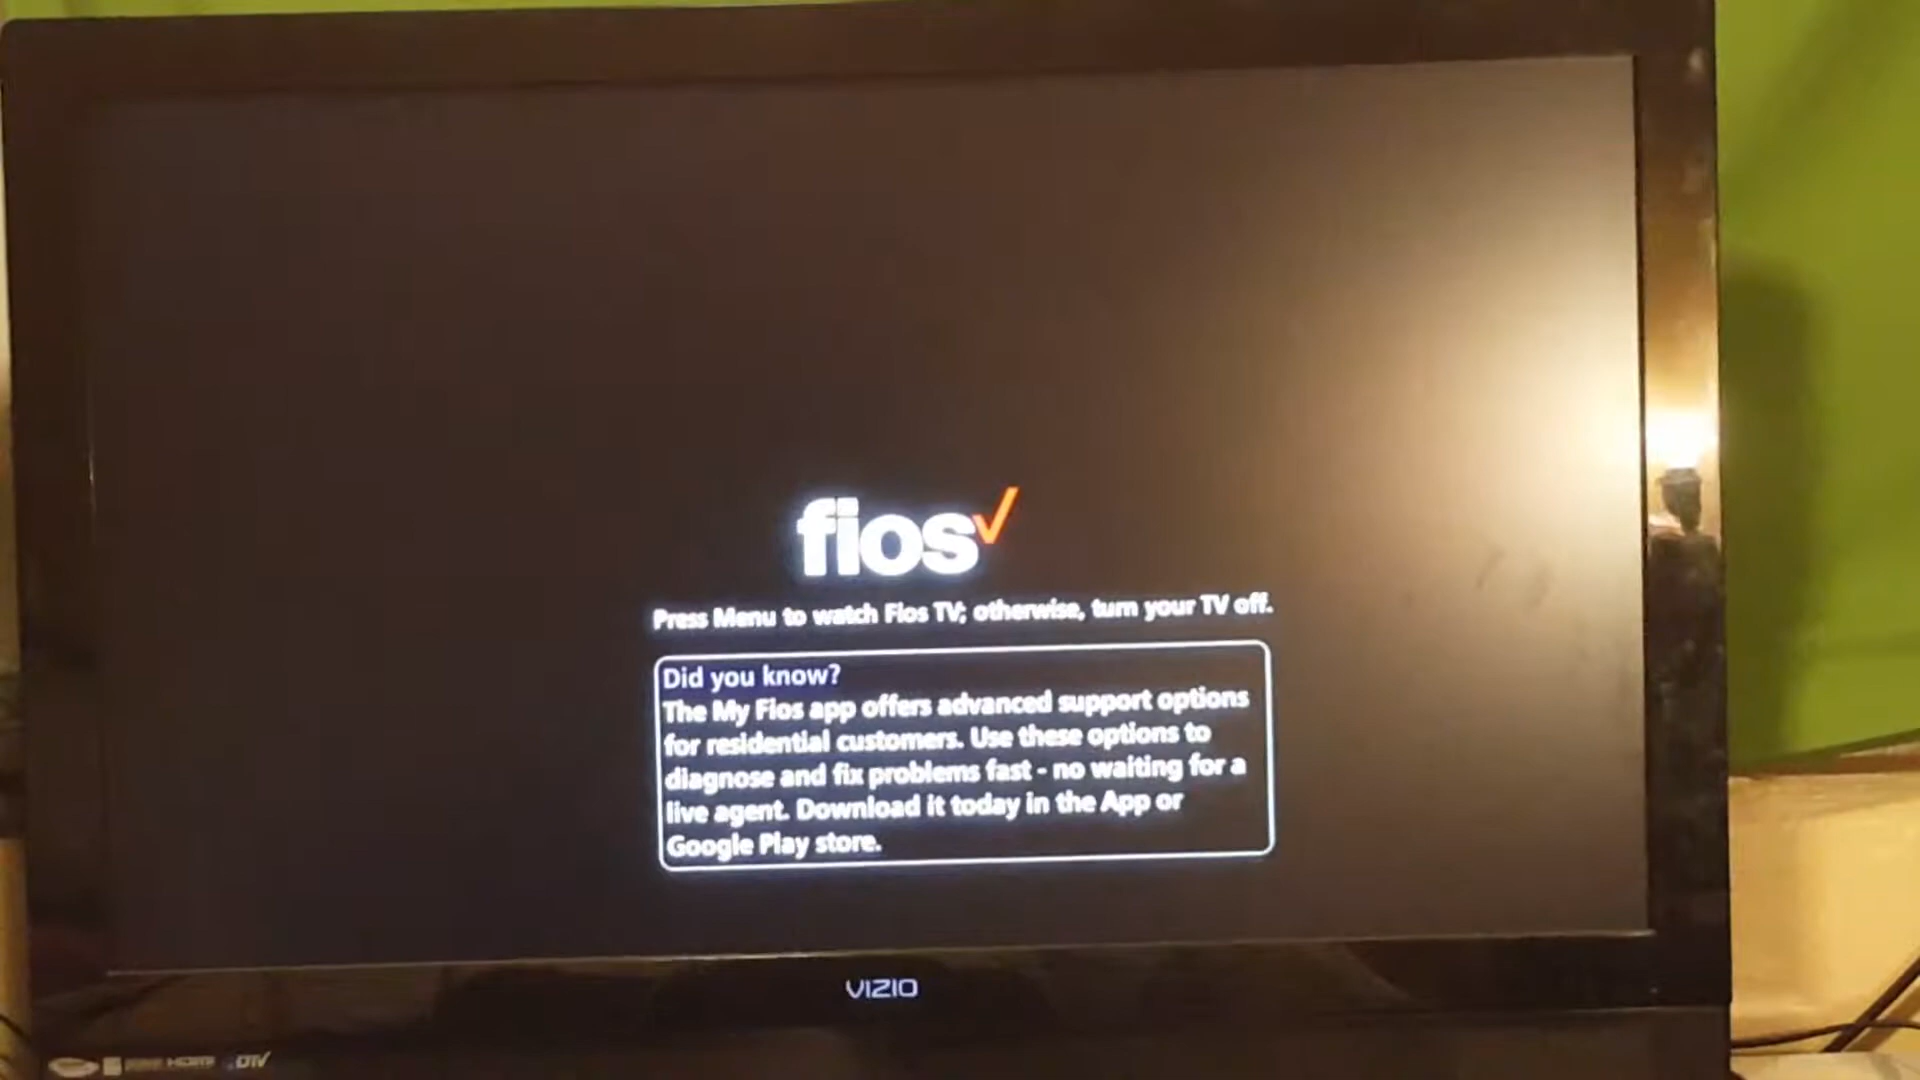 fios
Press Menu to watch Fios TV; otherwise, turn your TV off.
Did you know?
The My Fios app offers advanced support options
for residential customers. Use these options to
diagnose and fix problems fast - no waiting for a
live agent. Download it today in the App or
Google Play store.
VIZIO
HDMI DTV